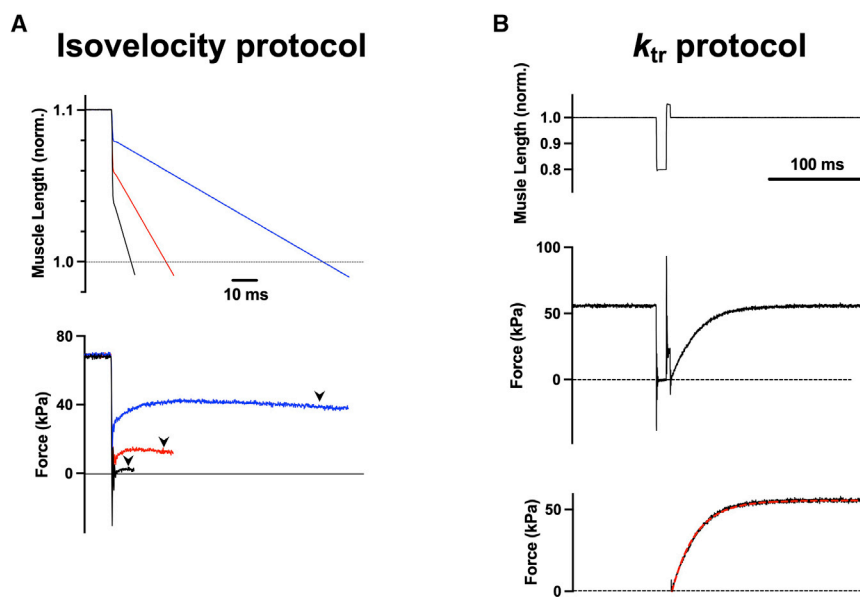 A
Isovelocity protocol
Muscle Length (norm.)
1.1
1.0
10 ms
Force (kPa)
80
40
0
B
ktr protocol
Musle Length (norm.)
1.0
0.9
0.8
100 ms
Force (kPa)
100
50
0
Force (kPa)
50
0